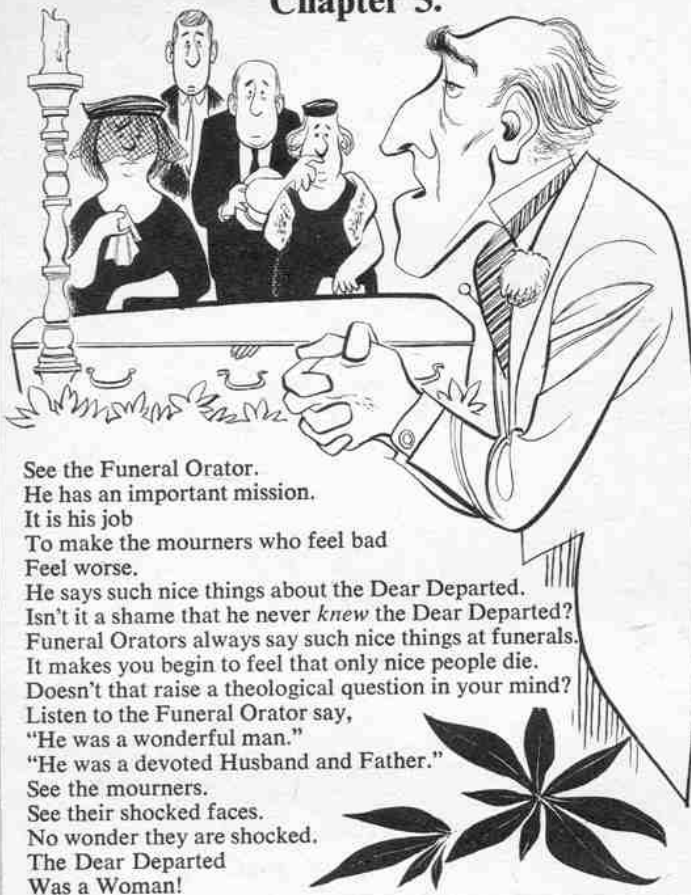 Chapter 5.
See the Funeral Orator.
He has an important mission.
It is his job
To make the mourners who feel bad
Feel worse.
He says such nice things about the Dear Departed.
Isn't it a shame that he never knew the Dear Departed?
Funeral Orators always say such nice things at funerals.
It makes you begin to feel that only nice people die.
Doesn't that raise a theological question in your mind?
Listen to the Funeral Orator say,
"He was a wonderful man."
"He was a devoted Husband and Father."
See the mourners.
See their shocked faces.
No wonder they are shocked.
The Dear Departed
Was a Woman!